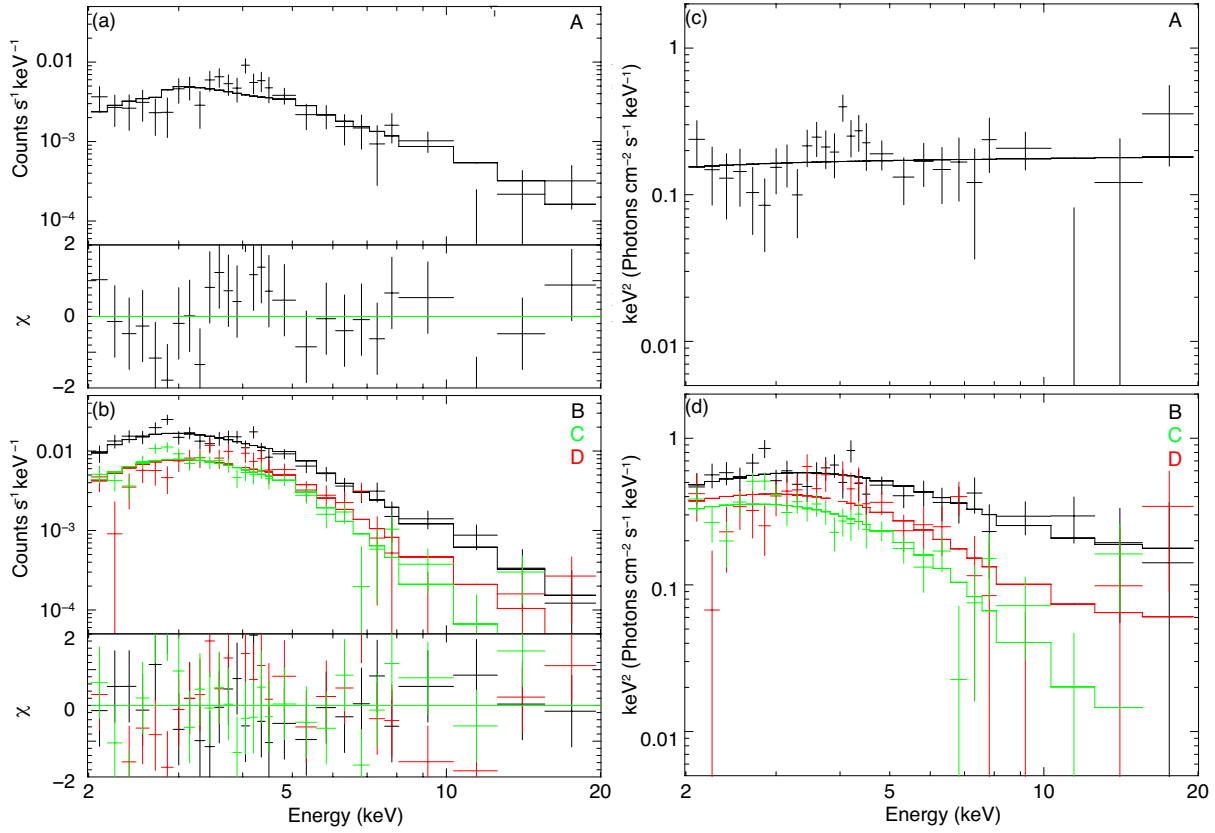 (a)
A
Counts s⁻¹ keV⁻¹
0.01
10⁻³
10⁻⁴
2
χ
0
−2
(b)
B
C
D
Counts s⁻¹ keV⁻¹
0.01
10⁻³
10⁻⁴
2
χ
0
−2
2
5
10
20
Energy (keV)
(c)
A
keV² (Photons cm⁻² s⁻¹ keV⁻¹)
1
0.1
0.01
(d)
B
C
D
keV² (Photons cm⁻² s⁻¹ keV⁻¹)
1
0.1
0.01
2
5
10
20
Energy (keV)